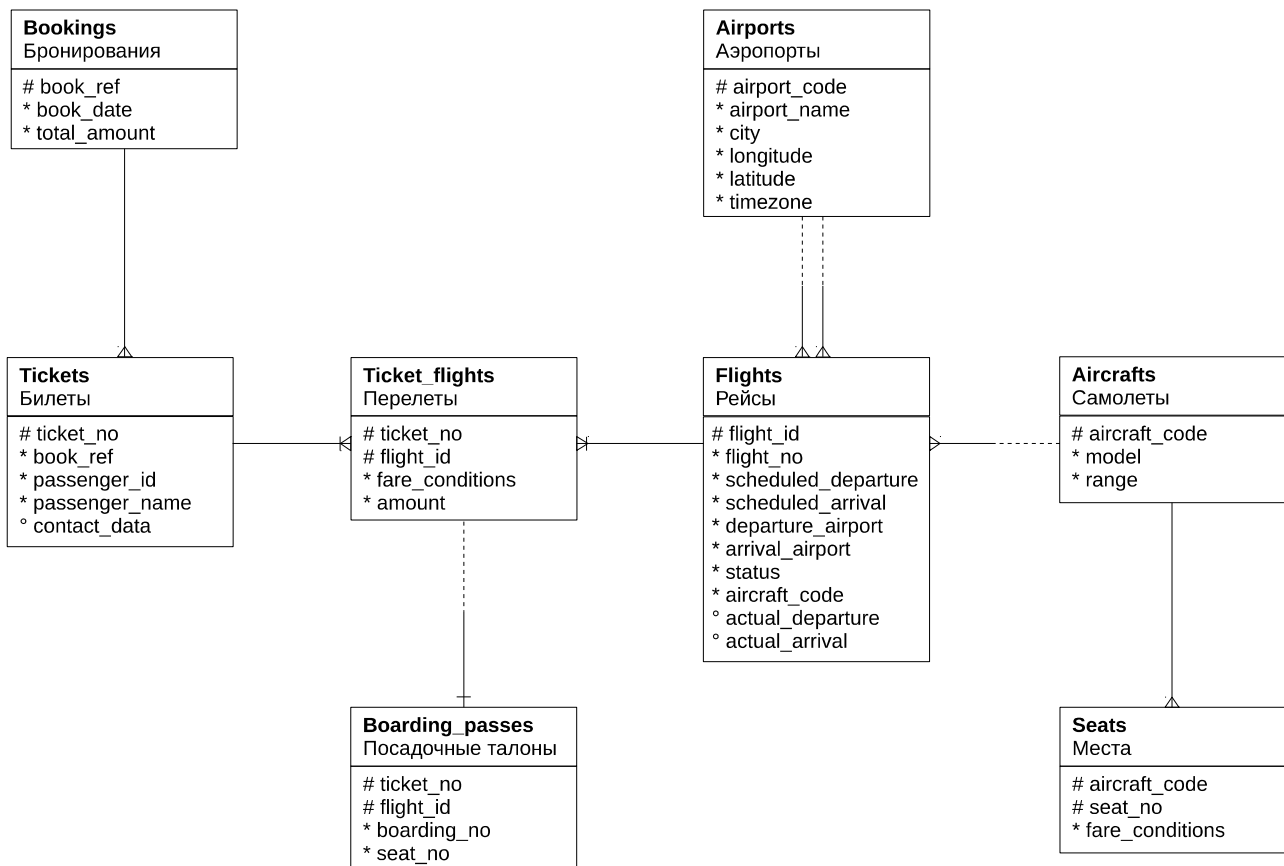 Bookings
Бронирования
# book_ref
* book_date
* total_amount
Airports
Аэропорты
# airport_code
* airport_name
* city
* longitude
* latitude
* timezone
Tickets
Билеты
# ticket_no
* book_ref
* passenger_id
* passenger_name
° contact_data
Ticket_flights
Перелеты
# ticket_no
# flight_id
* fare_conditions
* amount
Flights
Рейсы
# flight_id
* flight_no
* scheduled_departure
* scheduled_arrival
* departure_airport
* arrival_airport
* status
* aircraft_code
° actual_departure
° actual_arrival
Aircrafts
Самолеты
# aircraft_code
* model
* range
Boarding_passes
Посадочные талоны
# ticket_no
# flight_id
* boarding_no
* seat_no
Seats
Места
# aircraft_code
# seat_no
* fare_conditions